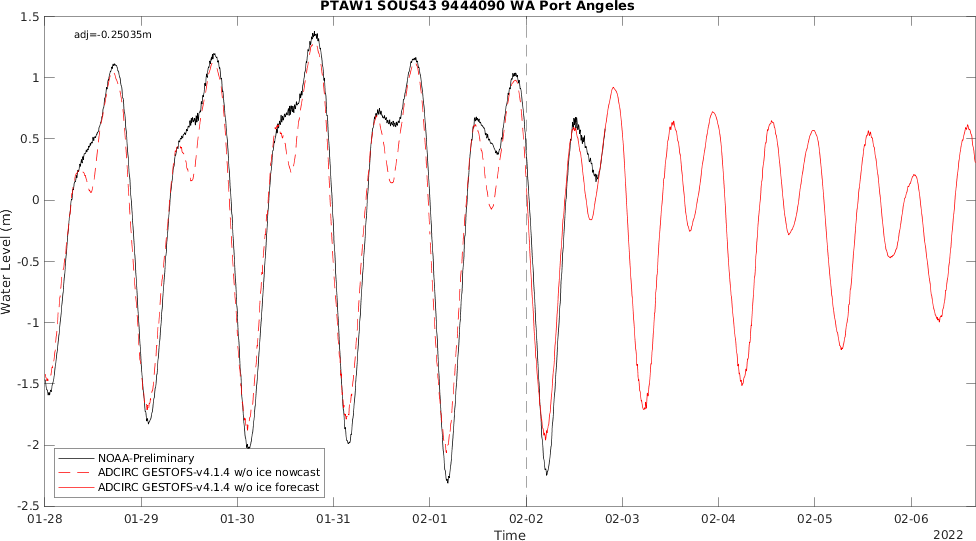 PTAW1 SOUS43 9444090 WA Port Angeles
adj=-0.25035m
1.5
1
0.5
0
-0.5
-1
-1.5
-2
-2.5
Water Level (m)
NOAA-Preliminary
ADCIRC GESTOFS-v4.1.4 w/o ice nowcast
ADCIRC GESTOFS-v4.1.4 w/o ice forecast
01-28 01-29 01-30 01-31 02-01 02-02 02-03 02-04 02-05 02-06
Time
2022